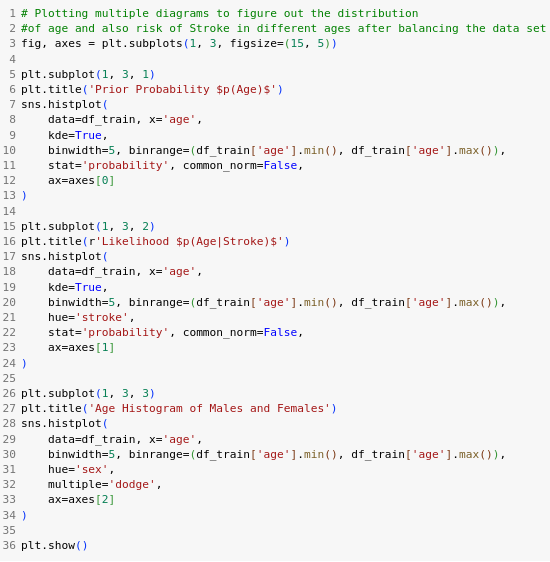 1 # Plotting multiple diagrams to figure out the distribution
2 #of age and also risk of Stroke in different ages after balancing the data set
3 fig, axes = plt.subplots(1, 3, figsize=(15, 5))
4
5 plt.subplot(1, 3, 1)
6 plt.title('Prior Probability $p(Age)$')
7 sns.histplot(
8     data=df_train, x='age',
9     kde=True,
10     binwidth=5, binrange=(df_train['age'].min(), df_train['age'].max()),
11     stat='probability', common_norm=False,
12     ax=axes[0]
13 )
14
15 plt.subplot(1, 3, 2)
16 plt.title(r'Likelihood $p(Age|Stroke)$')
17 sns.histplot(
18     data=df_train, x='age',
19     kde=True,
20     binwidth=5, binrange=(df_train['age'].min(), df_train['age'].max()),
21     hue='stroke',
22     stat='probability', common_norm=False,
23     ax=axes[1]
24 )
25
26 plt.subplot(1, 3, 3)
27 plt.title('Age Histogram of Males and Females')
28 sns.histplot(
29     data=df_train, x='age',
30     binwidth=5, binrange=(df_train['age'].min(), df_train['age'].max()),
31     hue='sex',
32     multiple='dodge',
33     ax=axes[2]
34 )
35
36 plt.show()